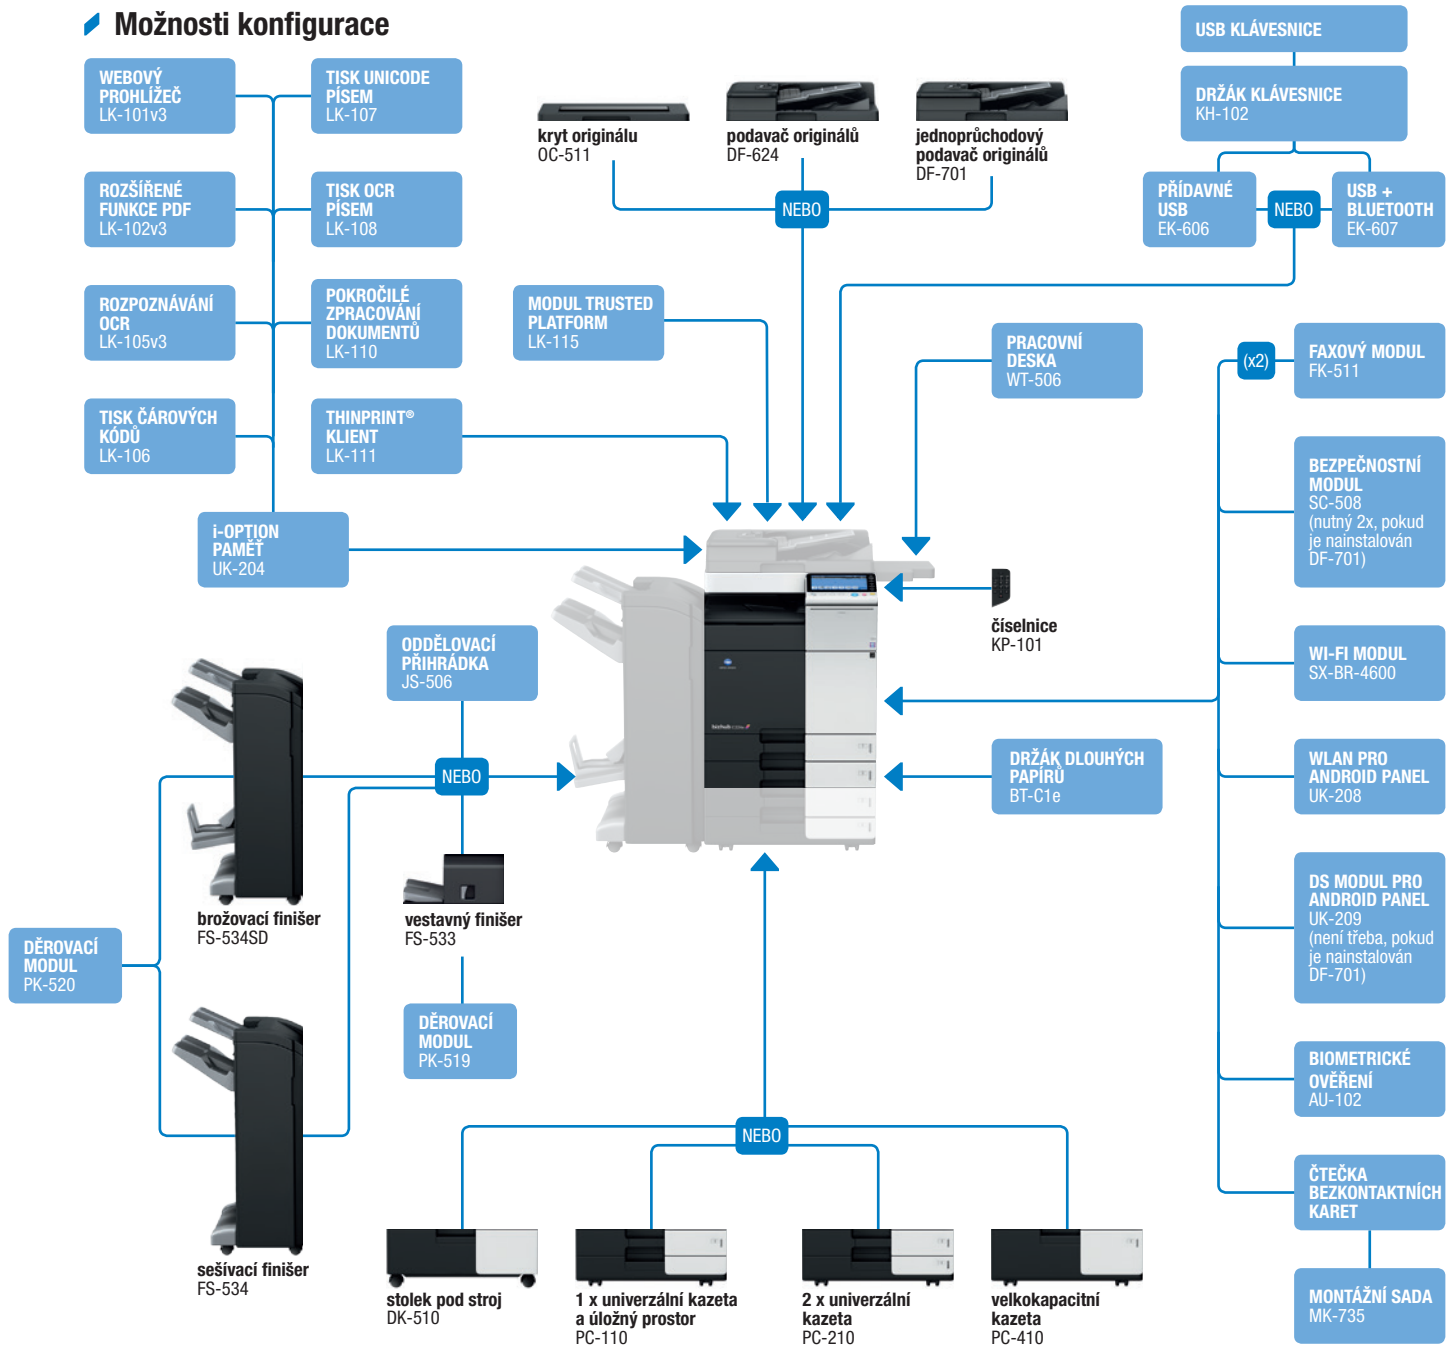 Možnosti konfigurace
WEBOVÝ
PROHLÍŽEČ
LK-101v3
TISK UNICODE
PÍSEM
LK-107
ROZŠÍŘENÉ
FUNKCE PDF
LK-102v3
TISK OCR
PÍSEM
LK-108
ROZPOZNÁVÁNÍ
OCR
LK-105v3
POKROČILÉ
ZPRACOVÁNÍ
DOKUMENTŮ
LK-110
TISK ČÁROVÝCH
KÓDŮ
LK-106
THINPRINT®
KLIENT
LK-111
i-OPTION
PAMĚŤ
UK-204
kryt originálu
OC-511
podavač originálů
DF-624
jednoprůchodový
podavač originálů
DF-701
NEBO
MODUL TRUSTED
PLATFORM
LK-115
USB KLÁVESNICE
DRŽÁK KLÁVESNICE
KH-102
PŘÍDAVNÉ
USB
EK-606
NEBO
USB +
BLUETOOTH
EK-607
PRACOVNÍ
DESKA
WT-506
(x2)
FAXOVÝ MODUL
FK-511
BEZPEČNOSTNÍ
MODUL
SC-508
(nutný 2x, pokud
je nainstalován
DF-701)
číselnice
KP-101
WI-FI MODUL
SX-BR-4600
DRŽÁK DLOUHÝCH
PAPÍRŮ
BT-C1e
WLAN PRO
ANDROID PANEL
UK-208
DS MODUL PRO
ANDROID PANEL
UK-209
(není třeba, pokud
je nainstalován
DF-701)
BIOMETRICKÉ
OVĚŘENÍ
AU-102
ČTEČKA
BEZKONTAKTNÍCH
KARET
MONTÁŽNÍ SADA
MK-735
ODDĚLOVACÍ
PŘIHRÁDKA
JS-506
NEBO
brožovací finišer
FS-534SD
vestavný finišer
FS-533
DĚROVACÍ
MODUL
PK-520
DĚROVACÍ
MODUL
PK-519
sešívací finišer
FS-534
NEBO
stolek pod stroj
DK-510
1 x univerzální kazeta
a úložný prostor
PC-110
2 x univerzální
kazeta
PC-210
velkokapacitní
kazeta
PC-410